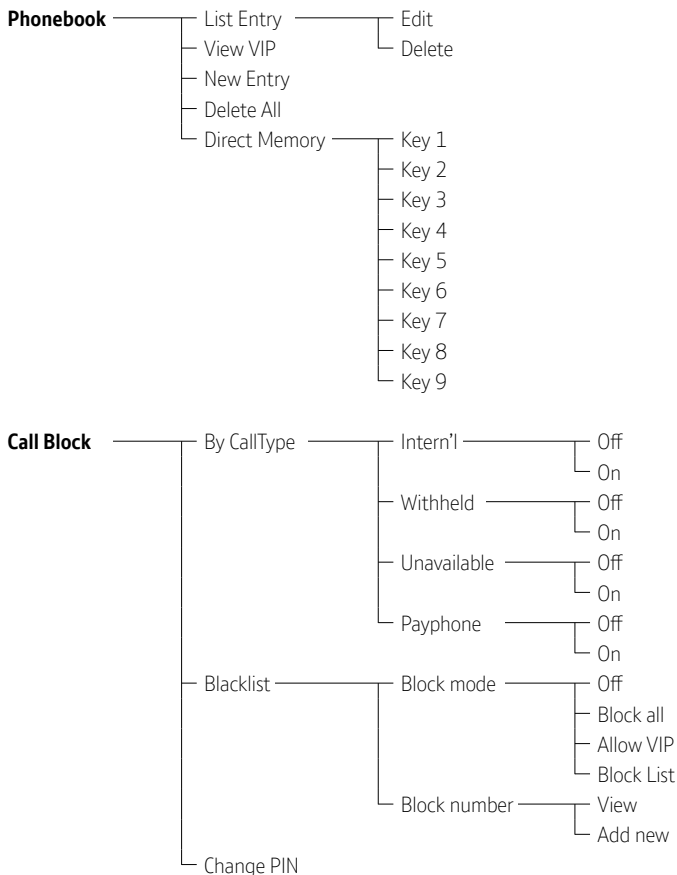 Phonebook List Entry Edit
View VIP Delete
New Entry
Delete All
Direct Memory Key 1
Key 2
Key 3
Key 4
Key 5
Key 6
Key 7
Key 8
Key 9
Call Block By CallType Intern'l Off
On
Withheld Off
On
Unavailable Off
On
Payphone Off
On
Blacklist Block mode Off
Block all
Allow VIP
Block List
Block number View
Add new
Change PIN